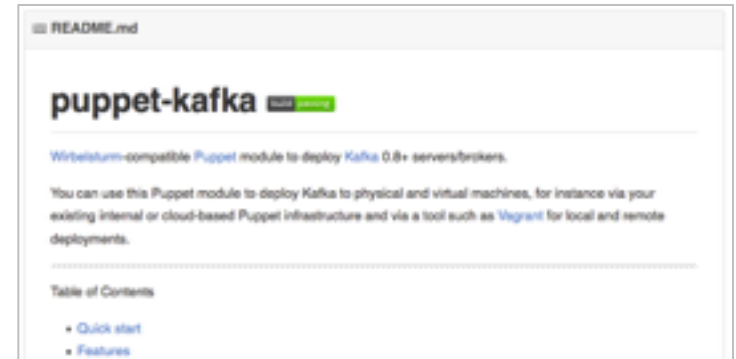 README.md
puppet-kafka build passing
Wirbelsturm-compatible Puppet module to deploy Kafka 0.8+ servers/brokers.
You can use this Puppet module to deploy Kafka to physical and virtual machines, for instance via your
existing internal or cloud-based Puppet infrastructure and via a tool such as Vagrant for local and remote
deployments.
Table of Contents
• Quick start
• Features